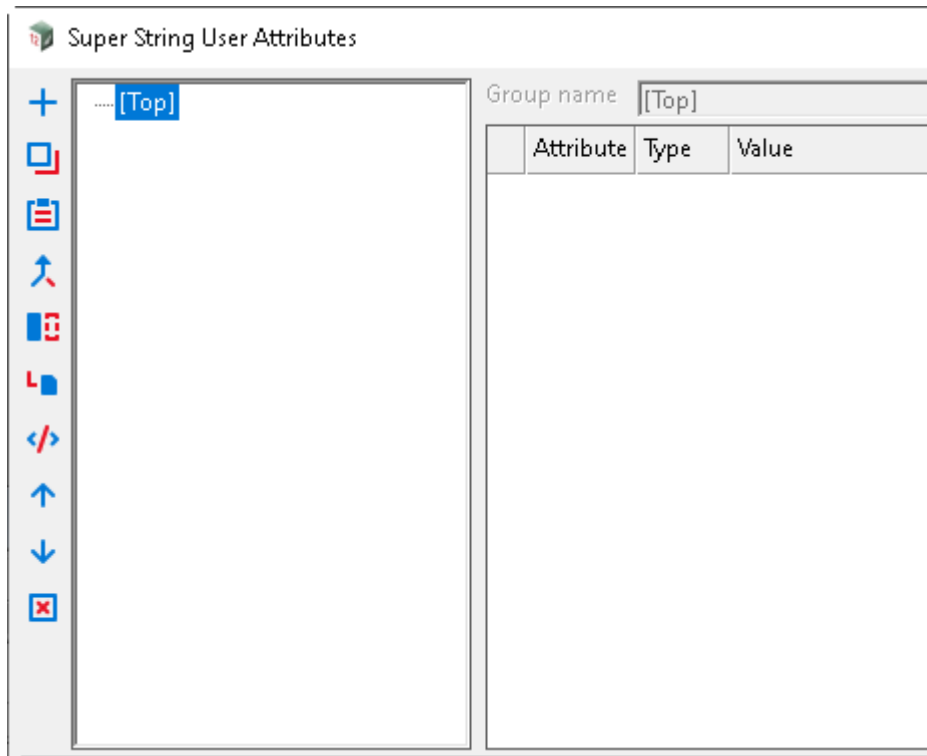 Super String User Attributes
[Top]
Group name [Top]
Attribute Type Value